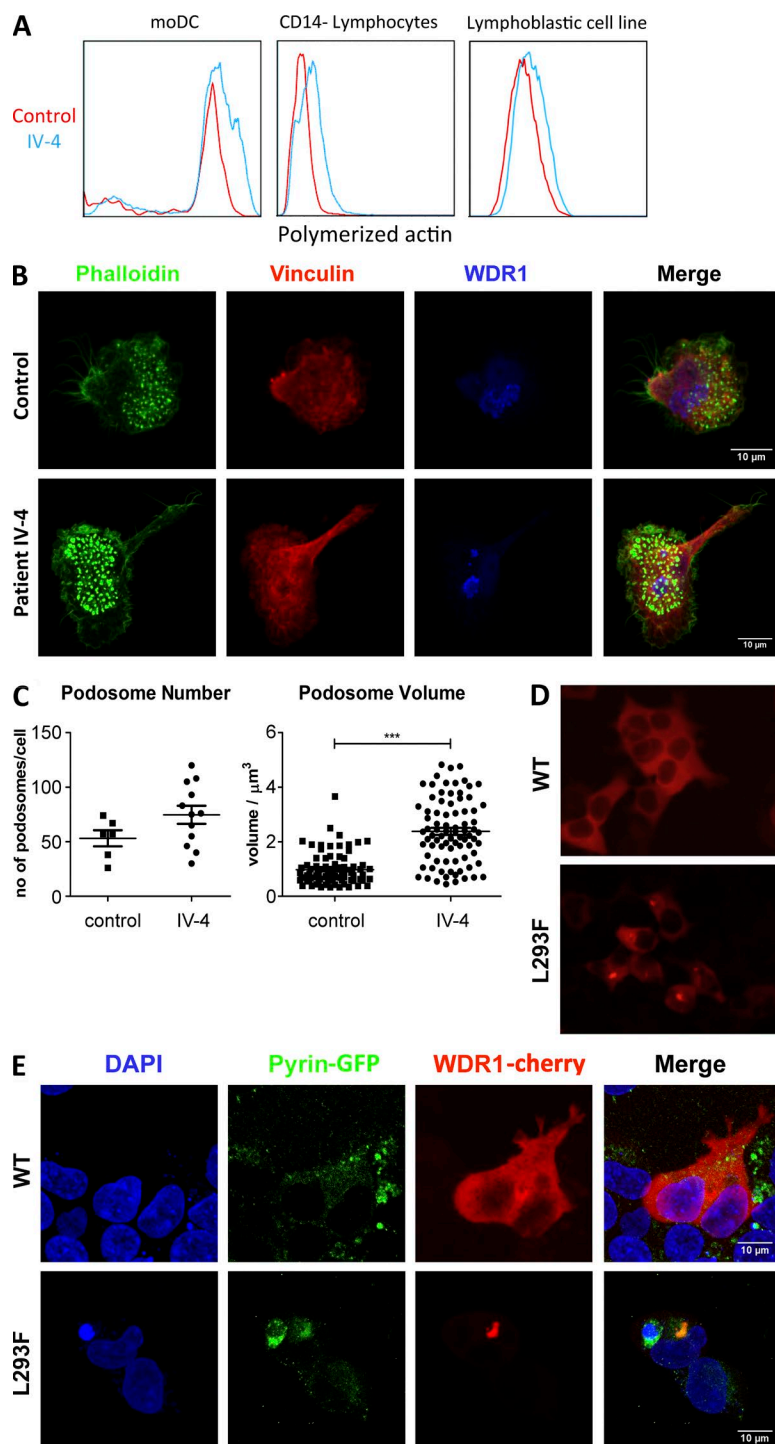 A
moDC
CD14- Lymphocytes
Lymphoblastic cell line
Control
IV-4
Polymerized actin
B
Phalloidin
Vinculin
WDR1
Merge
Control
10 µm
Patient IV-4
10 µm
C
Podosome Number
no of podosomes/cell
150
100
50
0
control
IV-4
Podosome Volume
volume / µm³
6
4
2
0
***
control
IV-4
D
WT
L293F
E
DAPI
Pyrin-GFP
WDR1-cherry
Merge
WT
10 µm
L293F
10 µm